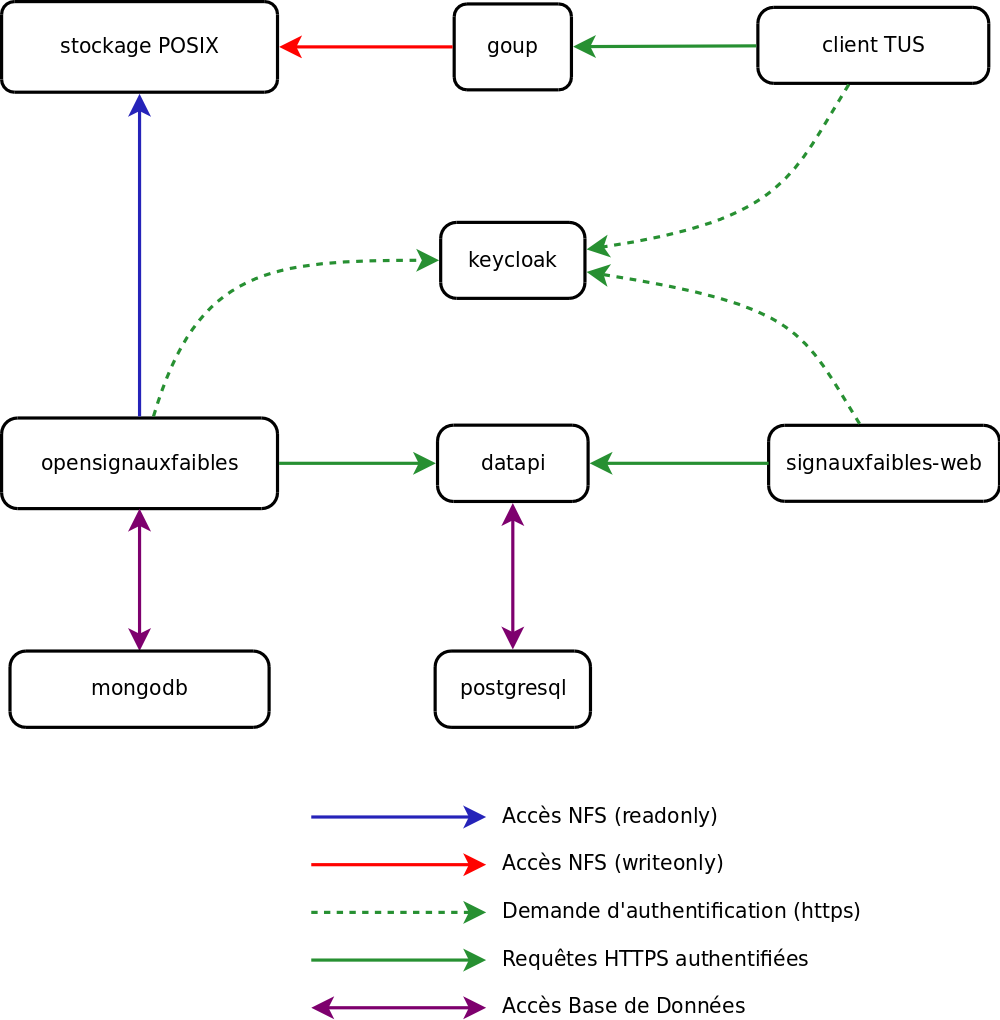 stockage POSIX
goup
client TUS
keycloak
opensignauxfaibles
datapi
signauxfaibles-web
mongodb
postgresql
Accès NFS (readonly)
Accès NFS (writeonly)
Demande d'authentification (https)
Requêtes HTTPS authentifiées
Accès Base de Données